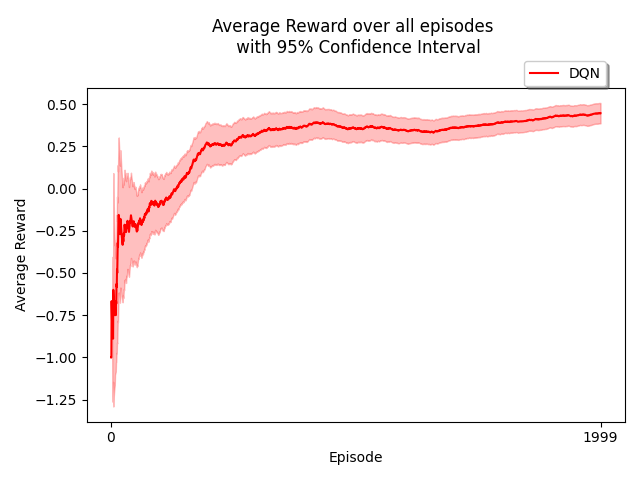 Average Reward over all episodes
with 95% Confidence Interval
DQN
0.50
0.25
0.00
−0.25
−0.50
−0.75
−1.00
−1.25
Average Reward
0
1999
Episode